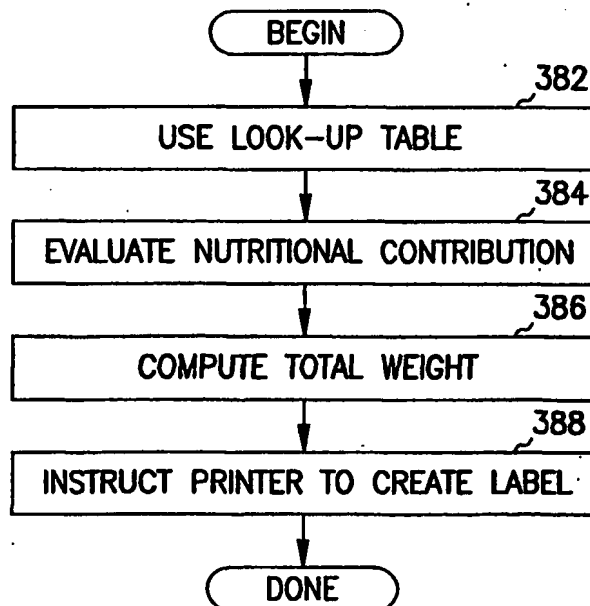 BEGIN
382
USE LOOK-UP TABLE
384
EVALUATE NUTRITIONAL CONTRIBUTION
386
COMPUTE TOTAL WEIGHT
388
INSTRUCT PRINTER TO CREATE LABEL
DONE